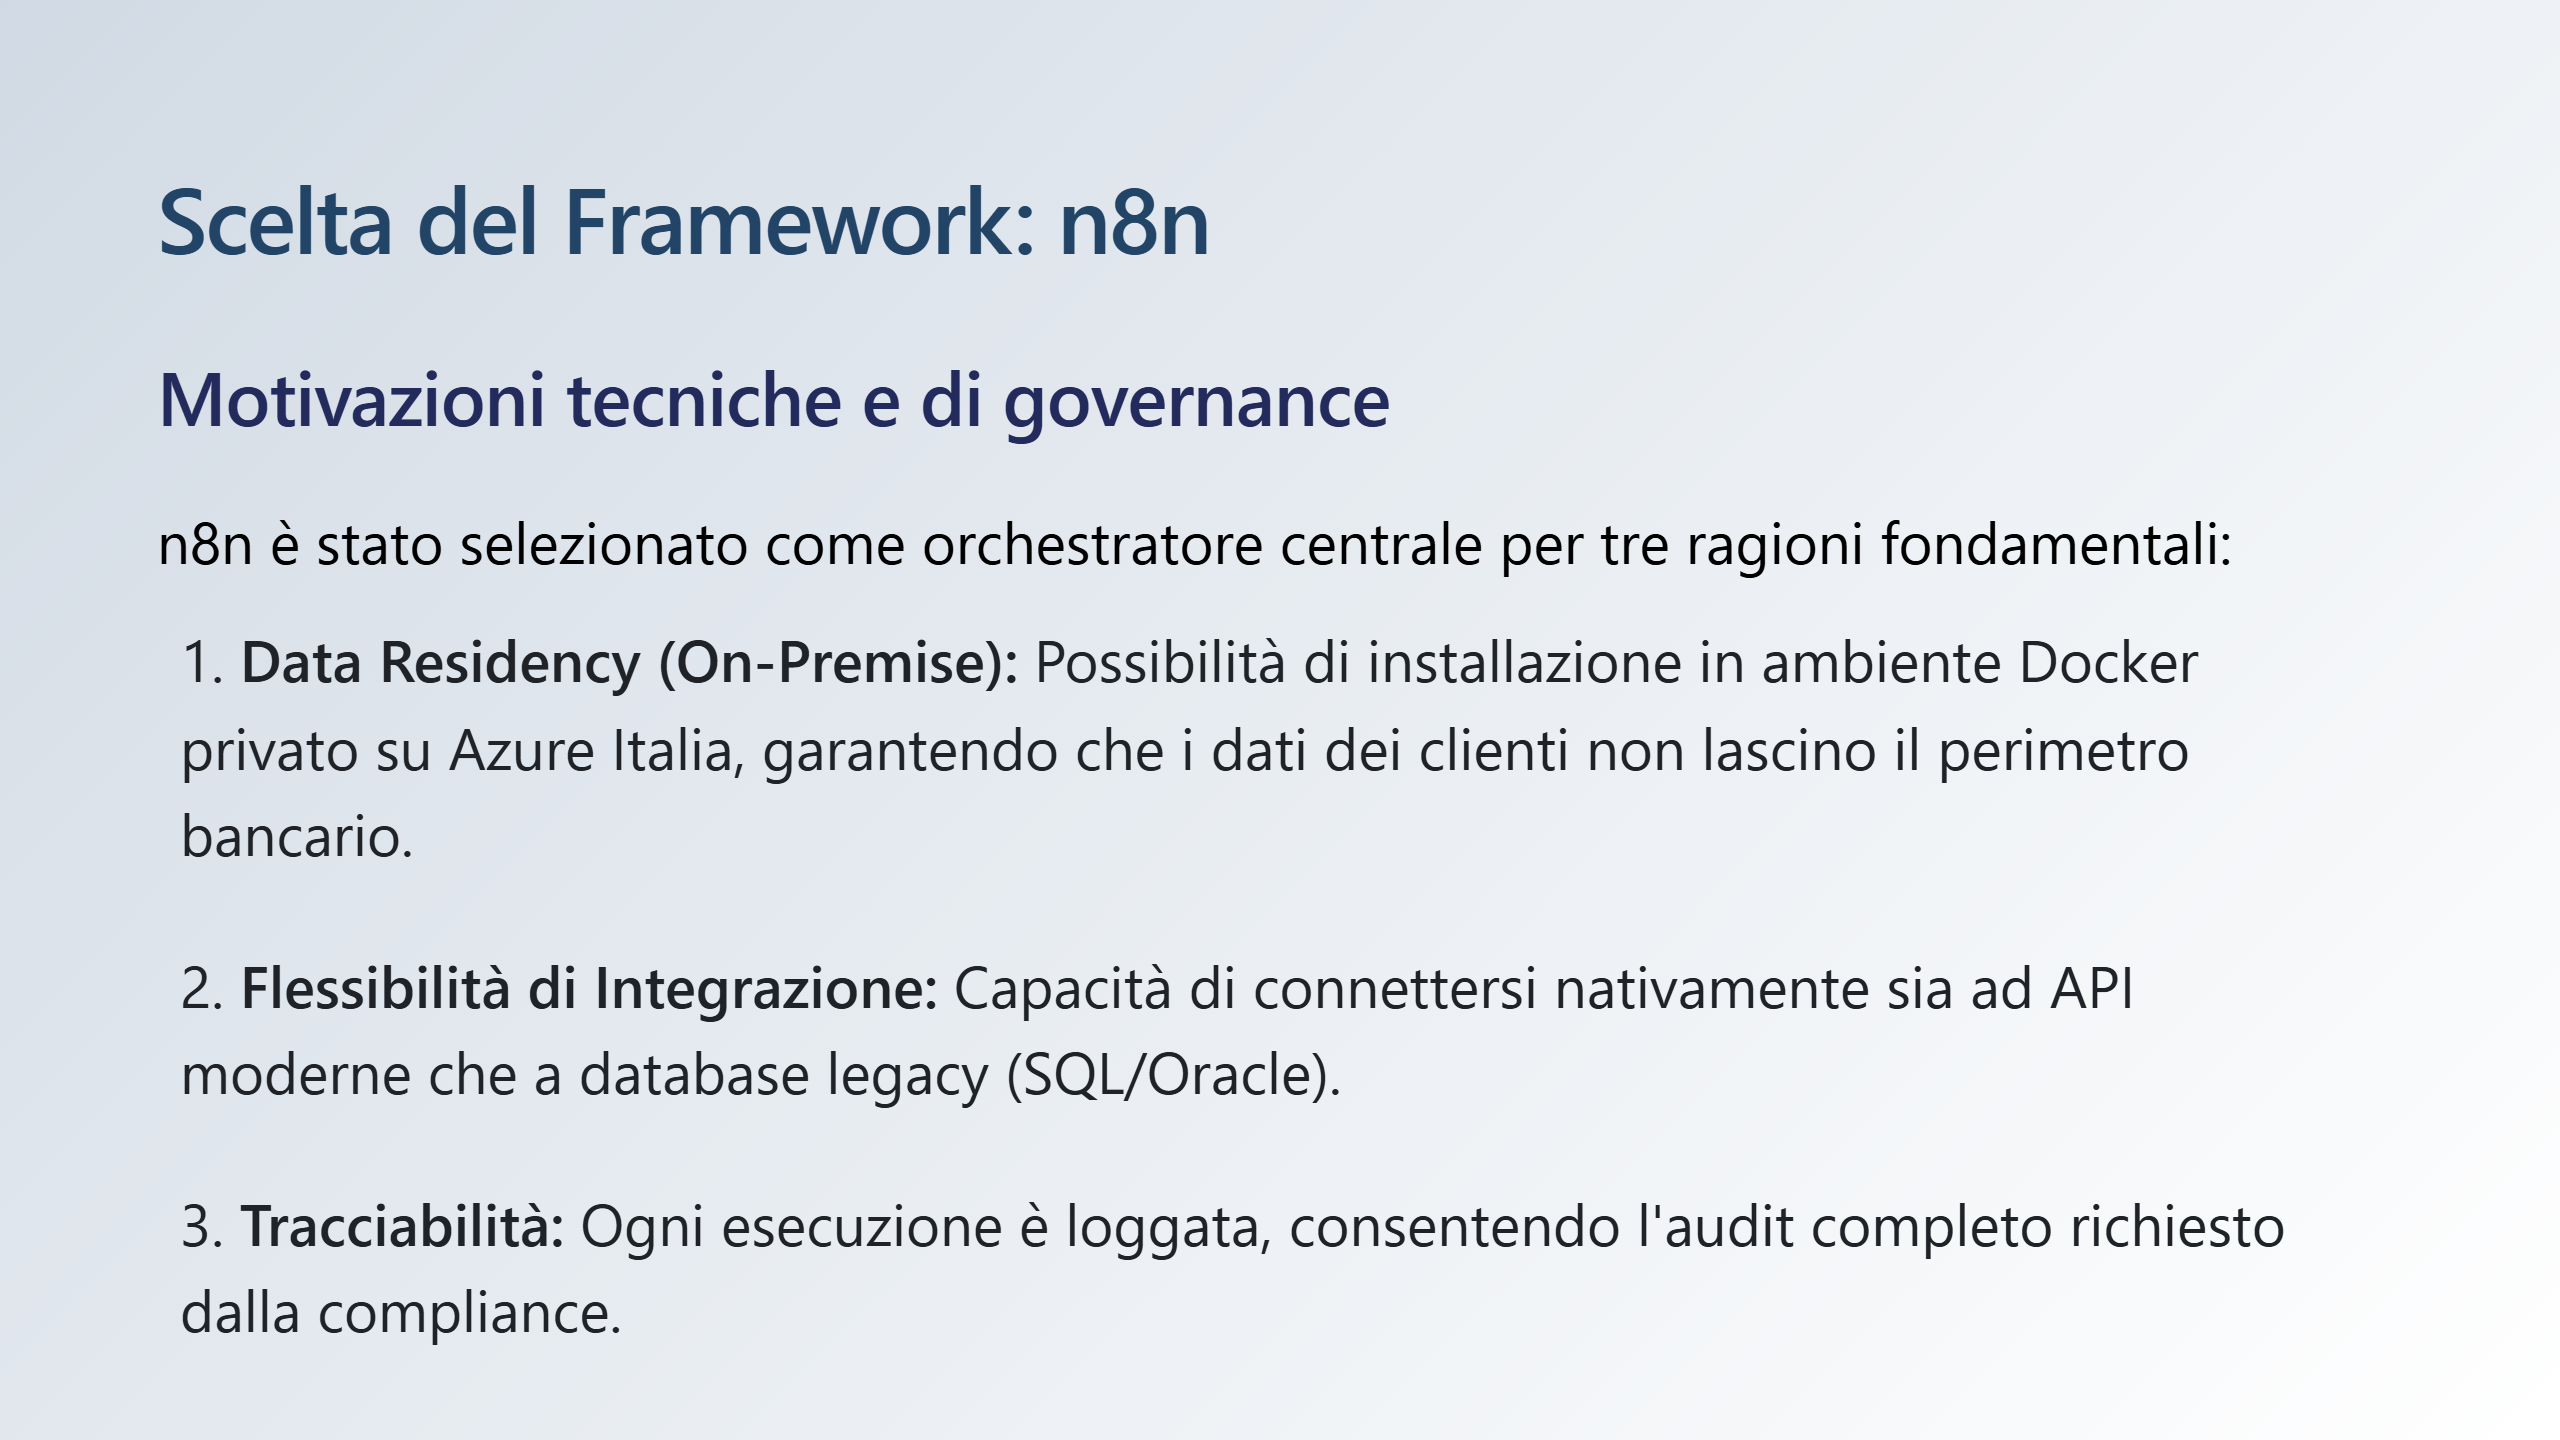 Scelta del Framework: n8n
Motivazioni tecniche e di governance
n8n è stato selezionato come orchestratore centrale per tre ragioni fondamentali:
1. Data Residency (On-Premise): Possibilità di installazione in ambiente Docker
privato su Azure Italia, garantendo che i dati dei clienti non lascino il perimetro
bancario.
2. Flessibilità di Integrazione: Capacità di connettersi nativamente sia ad API
moderne che a database legacy (SQL/Oracle).
3. Tracciabilità: Ogni esecuzione è loggata, consentendo l'audit completo richiesto
dalla compliance.